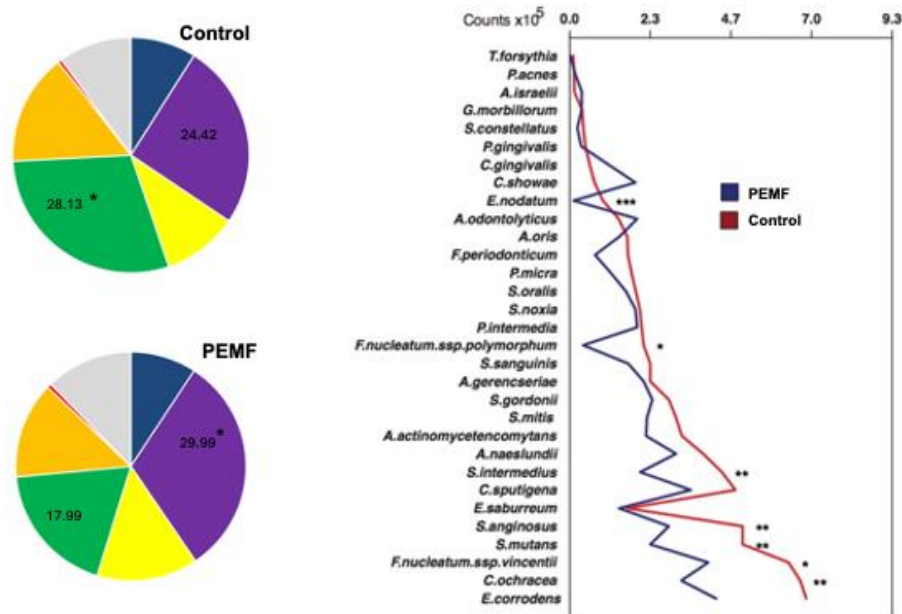 Control
24.42
28.13 *
PEMF
29.99 *
17.99
Counts x10⁵ 0.0 2.3 4.7 7.0 9.3
T.forsythia
P.acnes
A.israelii
G.morbillorum
S.constellatus
P.gingivalis
C.gingivalis
C.showae
E.nodatum ***
A.odontolyticus
A.oris
F.periodonticum
P.micra
S.oralis
S.noxia
P.intermedia
F.nucleatum.ssp.polymorphum *
S.sanguinis
A.gerencseriae
S.gordonii
S.mitis
A.actinomycetencomytans
A.naeslundii
S.intermedius **
C.sputigena
E.saburreum
S.anginosus **
S.mutans **
F.nucleatum.ssp.vincentii *
C.ochracea **
E.corrodens
PEMF
Control